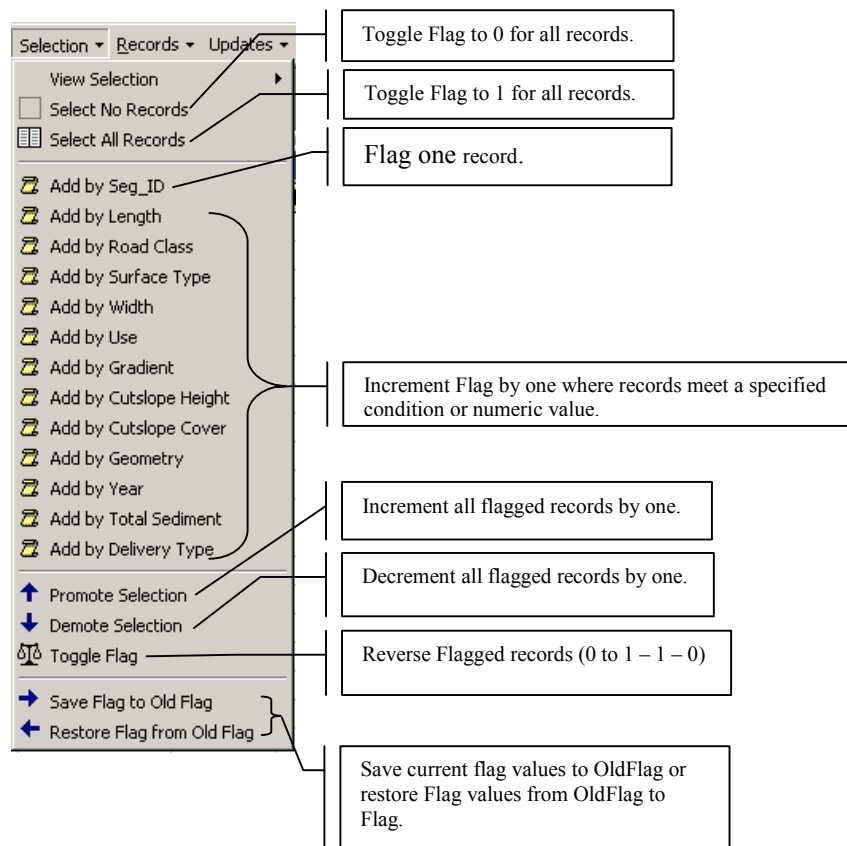 Selection Records Updates
View Selection
Select No Records
Select All Records
Add by Seg_ID
Add by Length
Add by Road Class
Add by Surface Type
Add by Width
Add by Use
Add by Gradient
Add by Cutslope Height
Add by Cutslope Cover
Add by Geometry
Add by Year
Add by Total Sediment
Add by Delivery Type
Promote Selection
Demote Selection
Toggle Flag
Save Flag to Old Flag
Restore Flag from Old Flag
Toggle Flag to 0 for all records.
Toggle Flag to 1 for all records.
Flag one record.
Increment Flag by one where records meet a specified
condition or numeric value.
Increment all flagged records by one.
Decrement all flagged records by one.
Reverse Flagged records (0 to 1 – 1 – 0)
Save current flag values to OldFlag or
restore Flag values from OldFlag to
Flag.